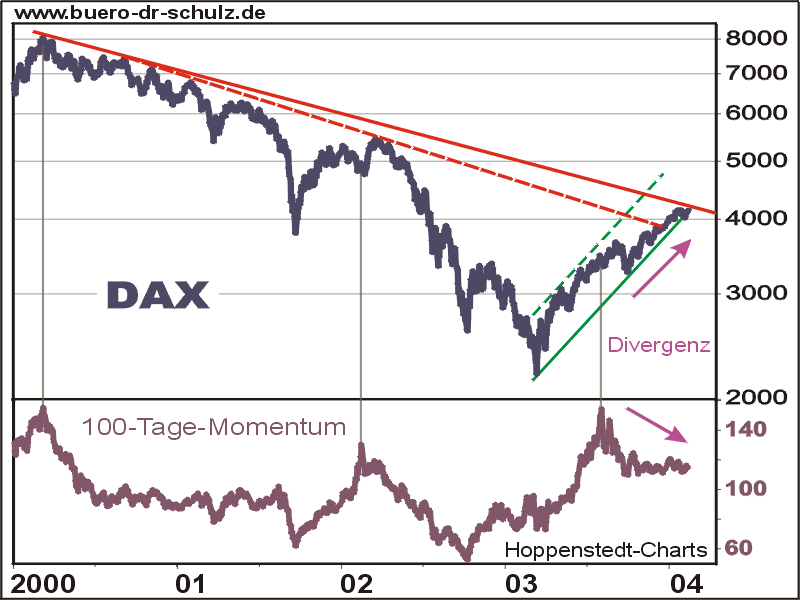 www.buero-dr-schulz.de
8000
7000
6000
5000
4000
DAX
3000
Divergenz
2000
100-Tage-Momentum
140
100
Hoppenstedt-Charts
60
2000 01 02 03 04